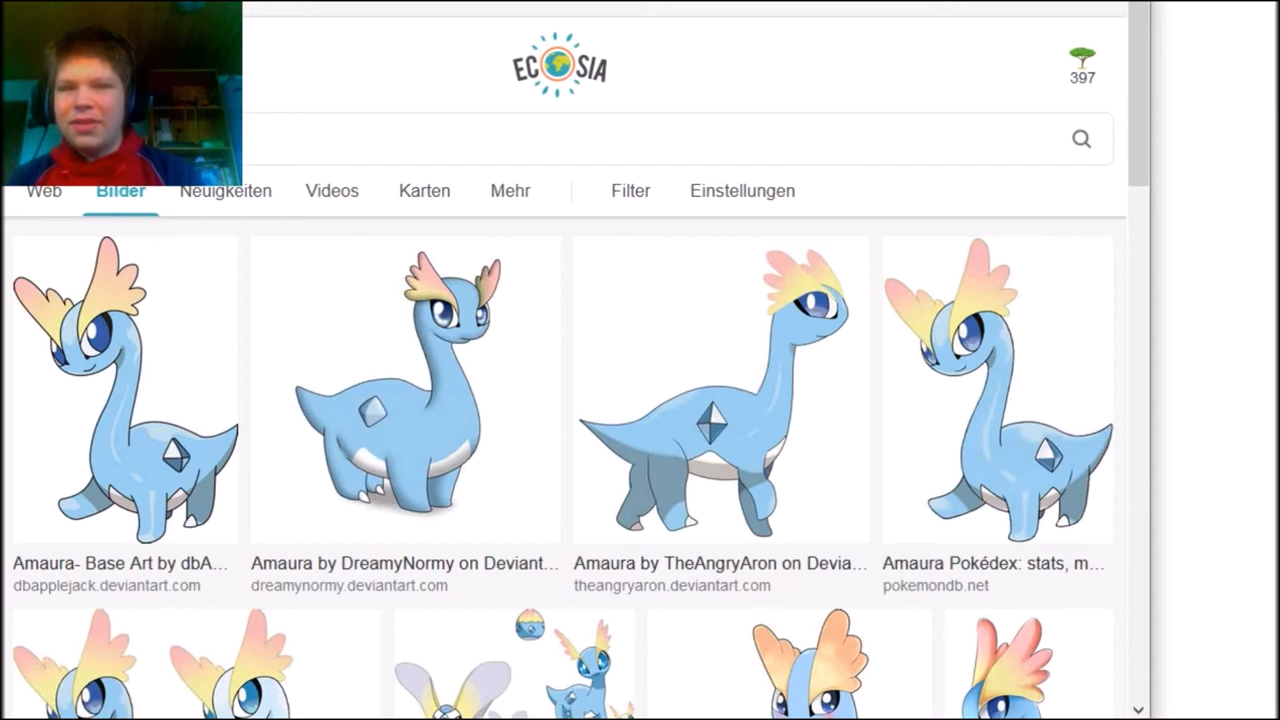 ECOSIA
397
Web Bilder Neuigkeiten Videos Karten Mehr Filter Einstellungen
Amaura- Base Art by dbA...
dbapplejack.deviantart.com
Amaura by DreamyNormy on Deviant...
dreamynormy.deviantart.com
Amaura by TheAngryAron on Devia...
theangryaron.deviantart.com
Amaura Pokédex: stats, m...
pokemondb.net